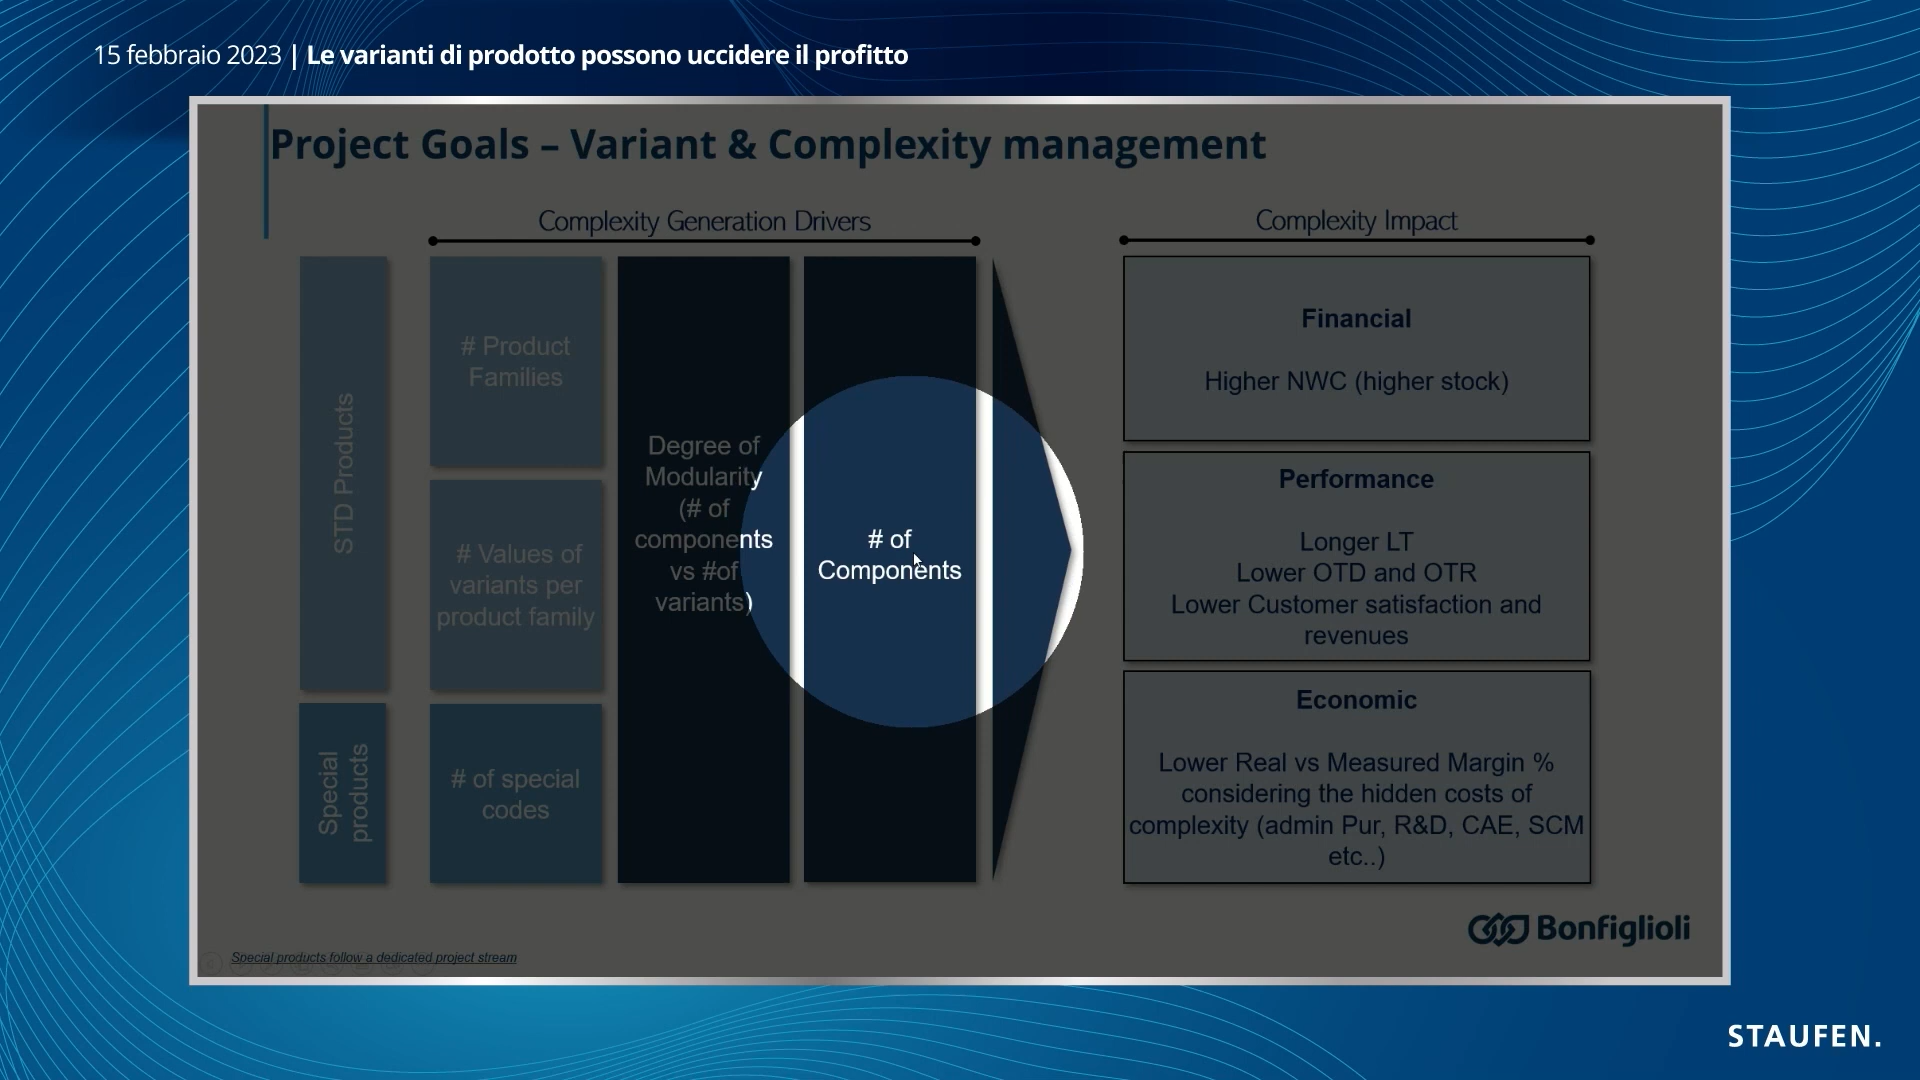 15 febbraio 2023 | Le varianti di prodotto possono uccidere il profitto
Project Goals – Variant & Complexity management
Complexity Generation Drivers
Complexity Impact
STD Products
# Product
Families
# Values of
variants per
product family
Special
products
# of special
codes
Degree of
Modularity
(# of
components
vs #of
variants)
# of
Components
Financial
Higher NWC (higher stock)
Performance
Longer LT
Lower OTD and OTR
Lower Customer satisfaction and
revenues
Economic
Lower Real vs Measured Margin %
considering the hidden costs of
complexity (admin Pur, R&D, CAE, SCM
etc..)
Bonfiglioli
Special products follow a dedicated project stream
STAUFEN.